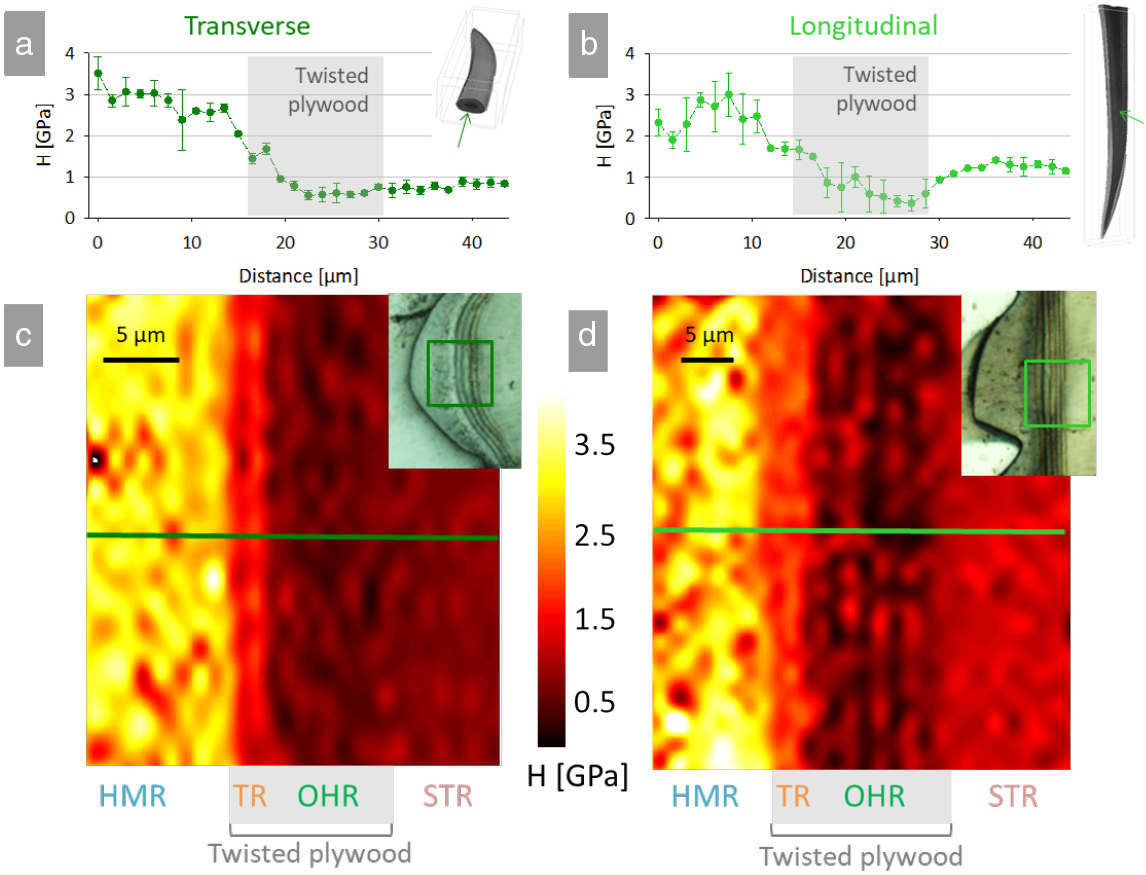 a
Transverse
4
3
2
1
0
H [GPa]
Twisted
plywood
0
10
20
30
40
Distance [µm]
b
Longitudinal
4
3
2
1
0
H [GPa]
Twisted
plywood
0
10
20
30
40
Distance [µm]
c
5 µm
3.5
2.5
1.5
0.5
H [GPa]
HMR
TR
OHR
STR
Twisted plywood
d
5 µm
HMR
TR
OHR
STR
Twisted plywood